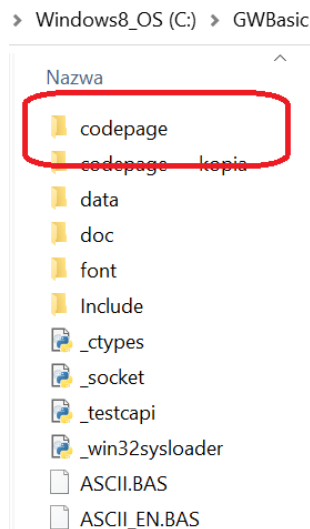 Windows8_OS (C:) > GWBasic
Nazwa
codepage
codepage — kopia
data
doc
font
Include
_ctypes
_socket
_testcapi
_win32sysloader
ASCII.BAS
ASCII_EN.BAS